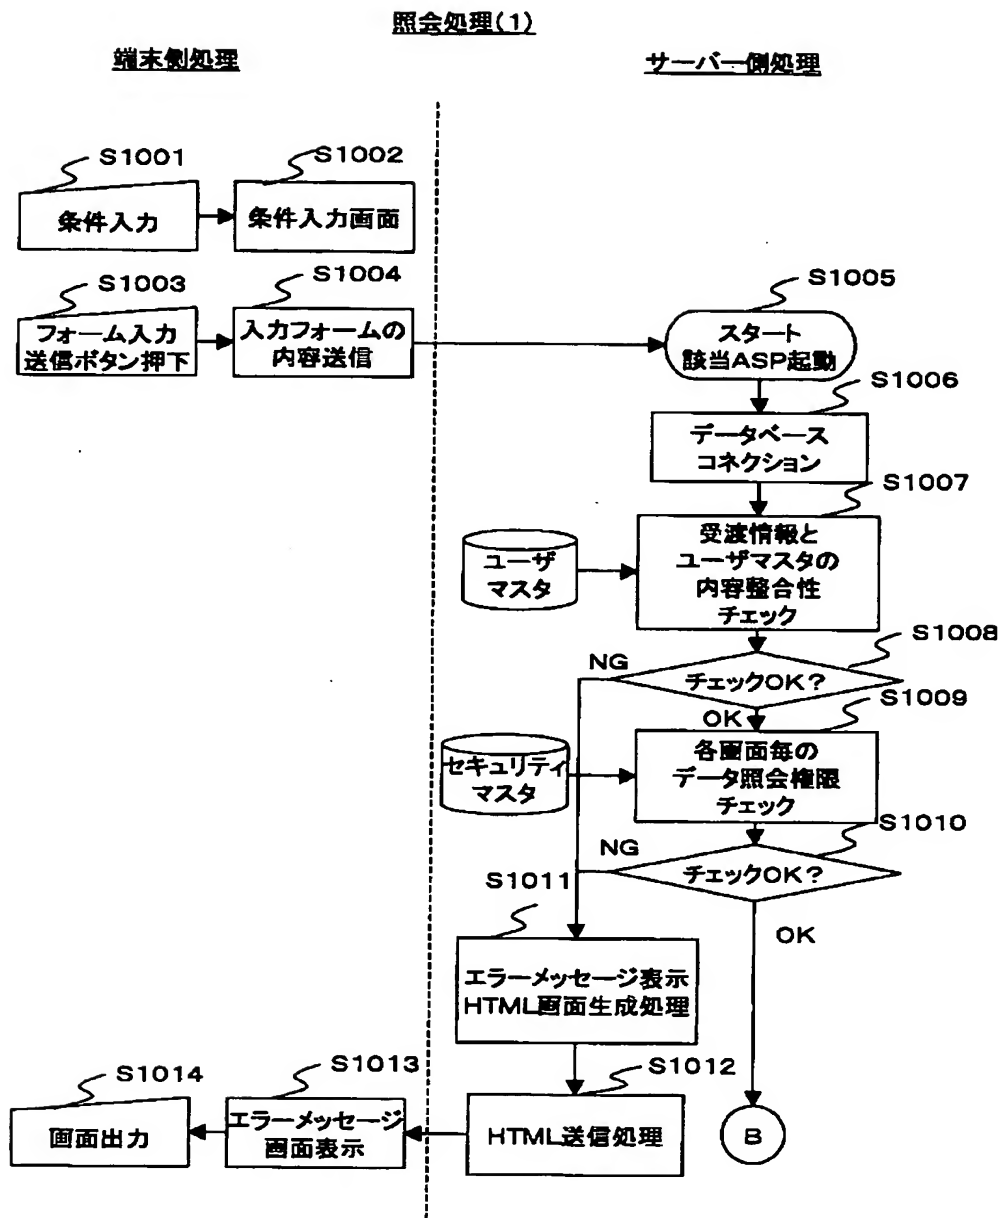 照会処理(1)
端末側処理
サーバー側処理
S1001
条件入力
S1002
条件入力画面
S1003
フォーム入力
送信ボタン押下
S1004
入力フォームの
内容送信
S1005
スタート
該当ASP起動
S1006
データベース
コネクション
S1007
受渡情報と
ユーザマスタの
内容整合性
チェック
ユーザ
マスタ
S1008
NG
チェックOK?
OK
S1009
各画面毎の
データ照会権限
チェック
セキュリティ
マスタ
S1010
NG
チェックOK?
OK
S1011
エラーメッセージ表示
HTML画面生成処理
S1012
HTML送信処理
B
S1013
エラーメッセージ
画面表示
S1014
画面出力